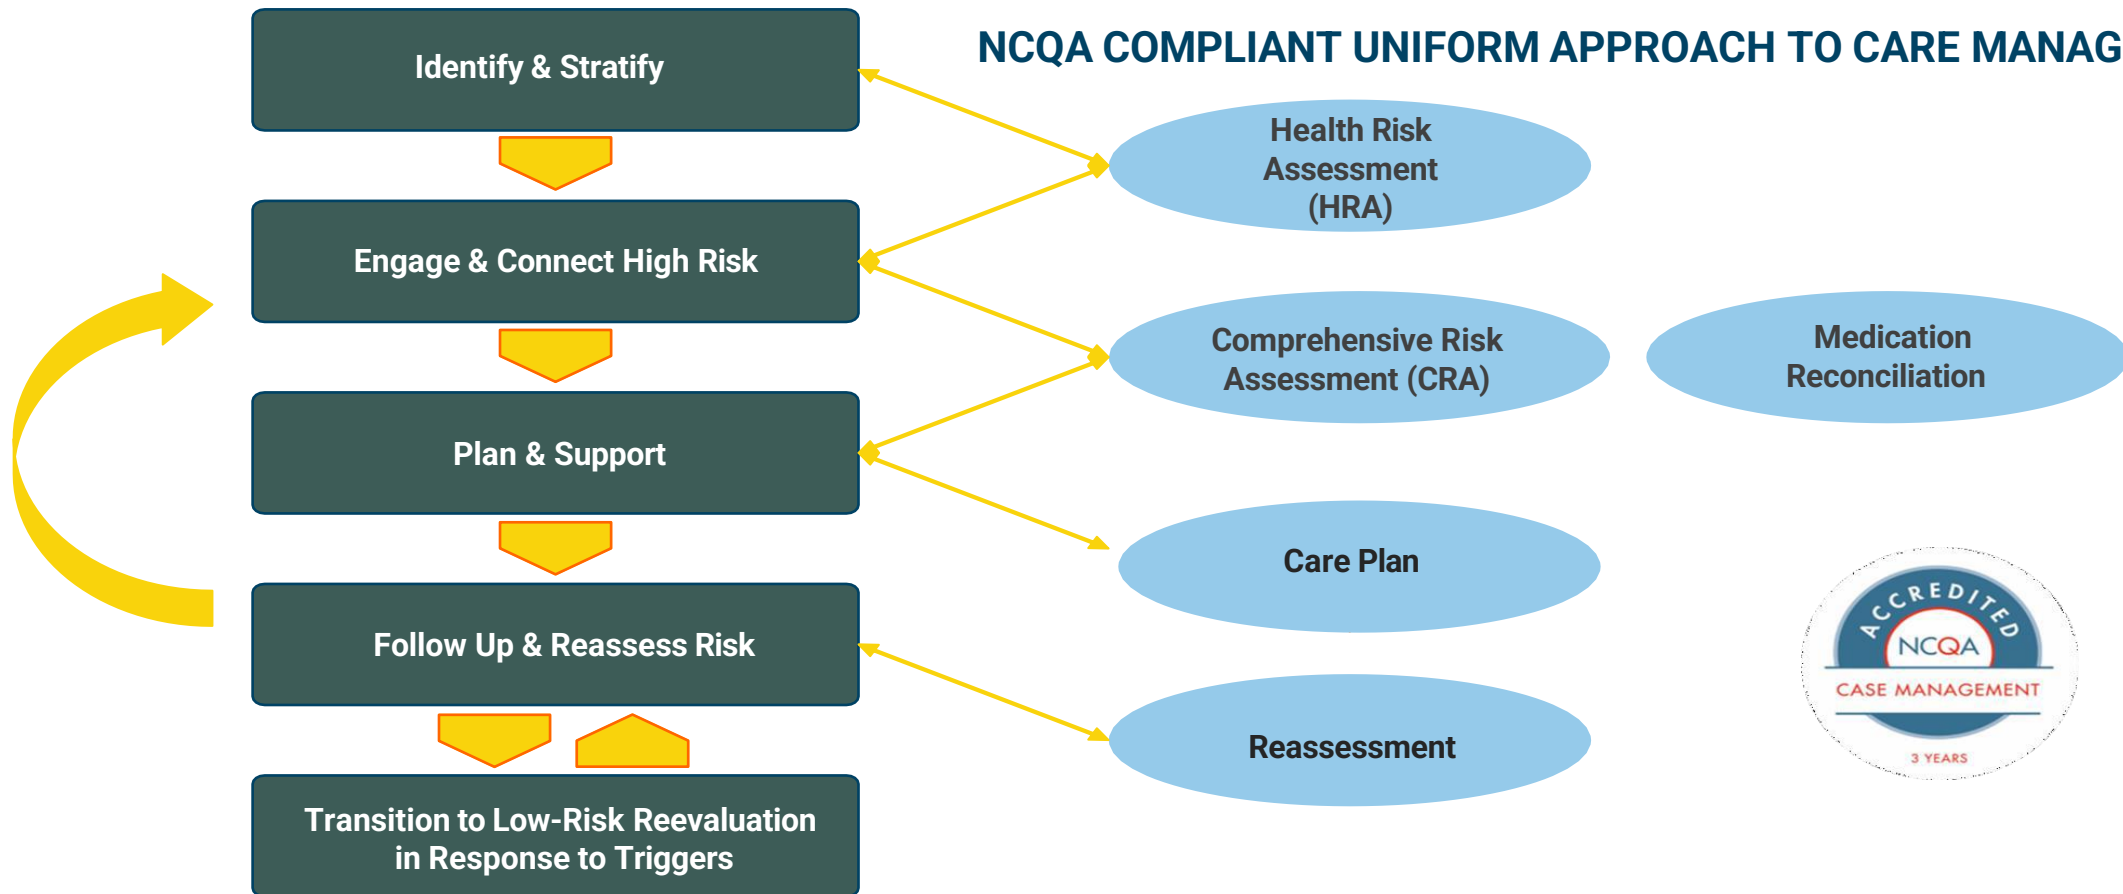 NCQA COMPLIANT UNIFORM APPROACH TO CARE MANAG
Identify & Stratify
Health Risk
Assessment
(HRA)
Engage & Connect High Risk
Comprehensive Risk
Assessment (CRA)
Medication
Reconciliation
Plan & Support
Care Plan
Follow Up & Reassess Risk
Reassessment
Transition to Low-Risk Reevaluation
in Response to Triggers
ACCREDITED
NCQA
CASE MANAGEMENT
3 YEARS